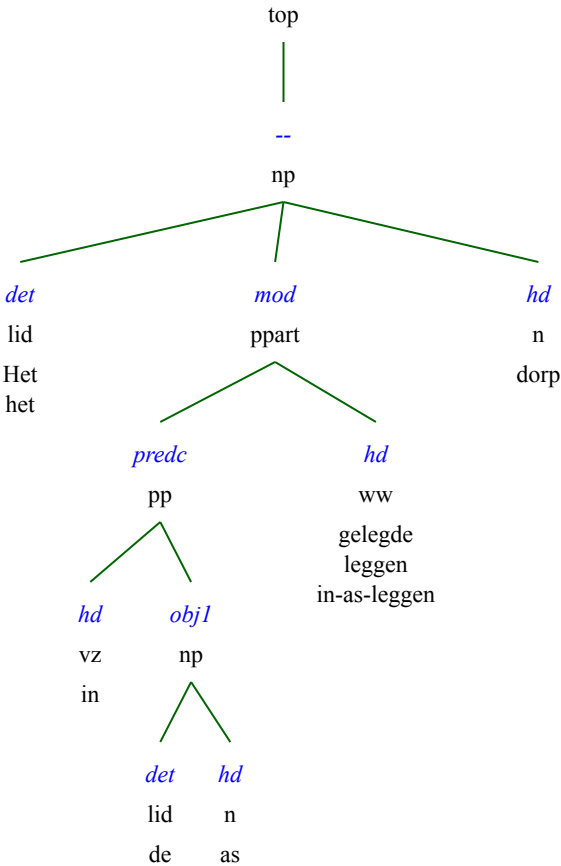 top
--
np
det mod hd
lid ppart n
Het dorp
het
predc hd
pp ww
gelegde
leggen
in-as-leggen
hd obj1
vz np
in
det hd
lid n
de as